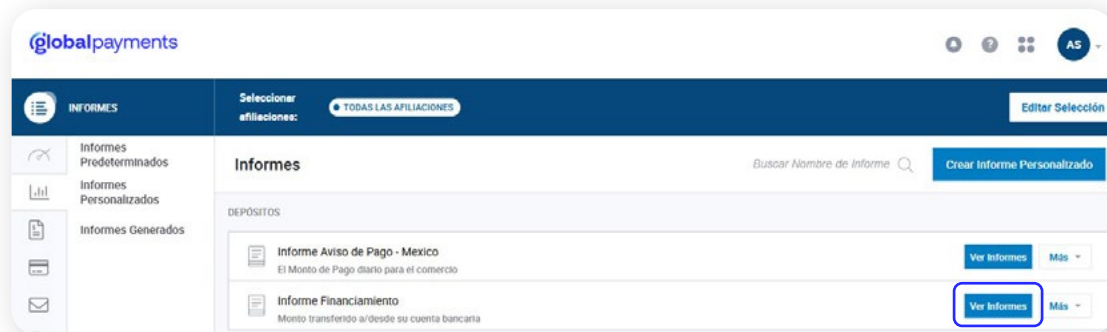 globalpayments
AS
INFORMES
Seleccionar
afiliaciones:
TODAS LAS AFILIACIONES
Editar Selección
Informes
Predeterminados
Informes
Personalizados
Informes Generados
Informes
Buscar Nombre de Informe
Crear Informe Personalizado
DEPÓSITOS
Informe Aviso de Pago - Mexico
El Monto de Pago diario para el comercio
Ver Informes
Más
Informe Financiamiento
Monto transferido a/desde su cuenta bancaria
Ver Informes
Más